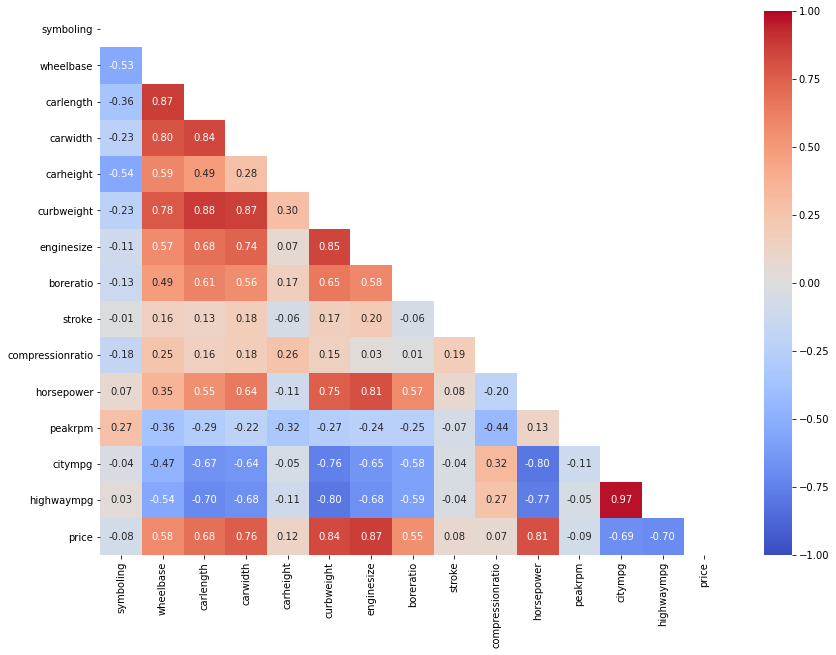 1.00
symboling
wheelbase -0.53
0.75
carlength -0.36 0.87
carwidth -0.23 0.80 0.84
0.50
carheight -0.54 0.59 0.49 0.28
curbweight -0.23 0.78 0.88 0.87 0.30
0.25
enginesize -0.11 0.57 0.68 0.74 0.07 0.85
boreratio -0.13 0.49 0.61 0.56 0.17 0.65 0.58
0.00
stroke -0.01 0.16 0.13 0.18 -0.06 0.17 0.20 -0.06
compressionratio -0.18 0.25 0.16 0.18 0.26 0.15 0.03 0.01 0.19
−0.25
horsepower 0.07 0.35 0.55 0.64 -0.11 0.75 0.81 0.57 0.08 -0.20
peakrpm 0.27 -0.36 -0.29 -0.22 -0.32 -0.27 -0.24 -0.25 -0.07 -0.44 0.13
−0.50
citympg -0.04 -0.47 -0.67 -0.64 -0.05 -0.76 -0.65 -0.58 -0.04 0.32 -0.80 -0.11
highwaympg 0.03 -0.54 -0.70 -0.68 -0.11 -0.80 -0.68 -0.59 -0.04 0.27 -0.77 -0.05 0.97
−0.75
price -0.08 0.58 0.68 0.76 0.12 0.84 0.87 0.55 0.08 0.07 0.81 -0.09 -0.69 -0.70
−1.00
symboling
wheelbase
carlength
carwidth
carheight
curbweight
enginesize
boreratio
stroke
compressionratio
horsepower
peakrpm
citympg
highwaympg
price